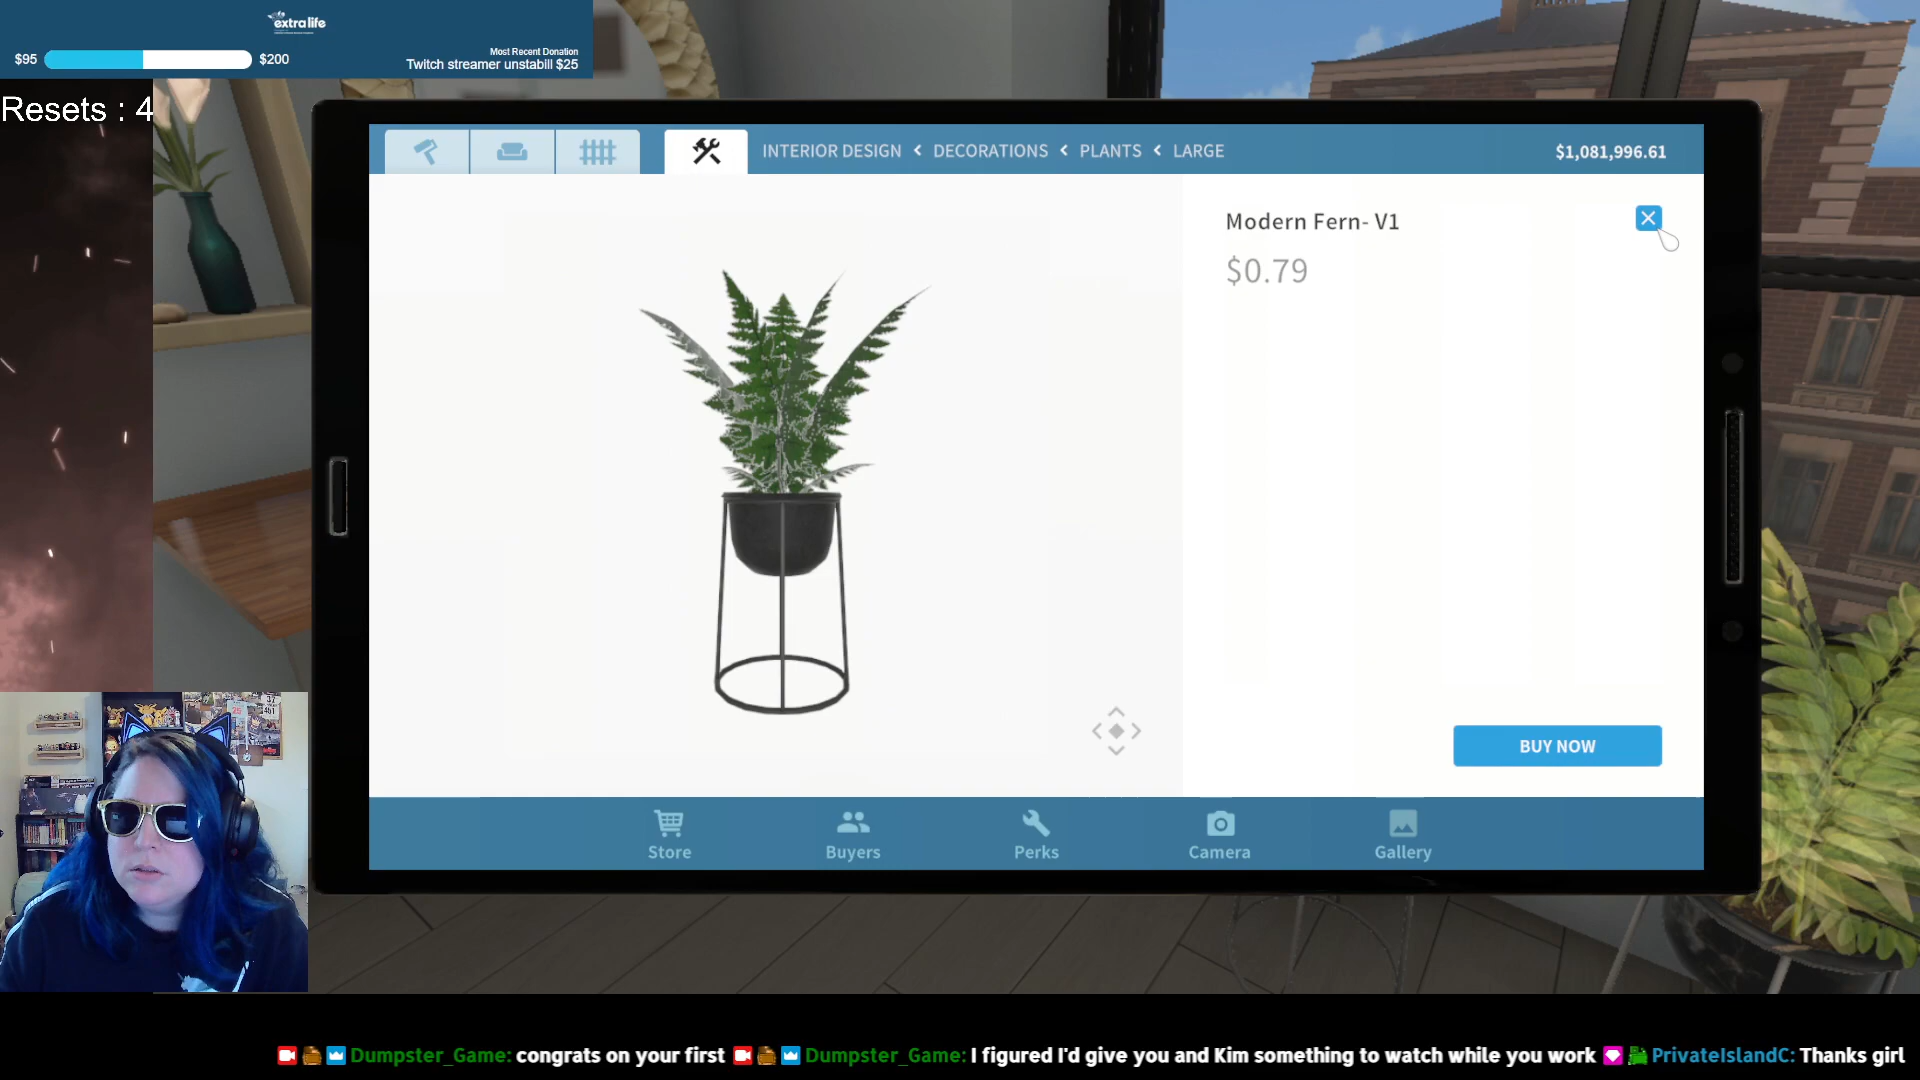 extralife
$95
$200
Most Recent Donation
Twitch streamer unstabill $25
Resets : 4
INTERIOR DESIGN < DECORATIONS < PLANTS < LARGE
$1,081,996.61
Modern Fern- V1
$0.79
BUY NOW
Store
Buyers
Perks
Camera
Gallery
Dumpster_Game: congrats on your first Dumpster_Game: I figured I'd give you and Kim something to watch while you work PrivateIslandC: Thanks girl